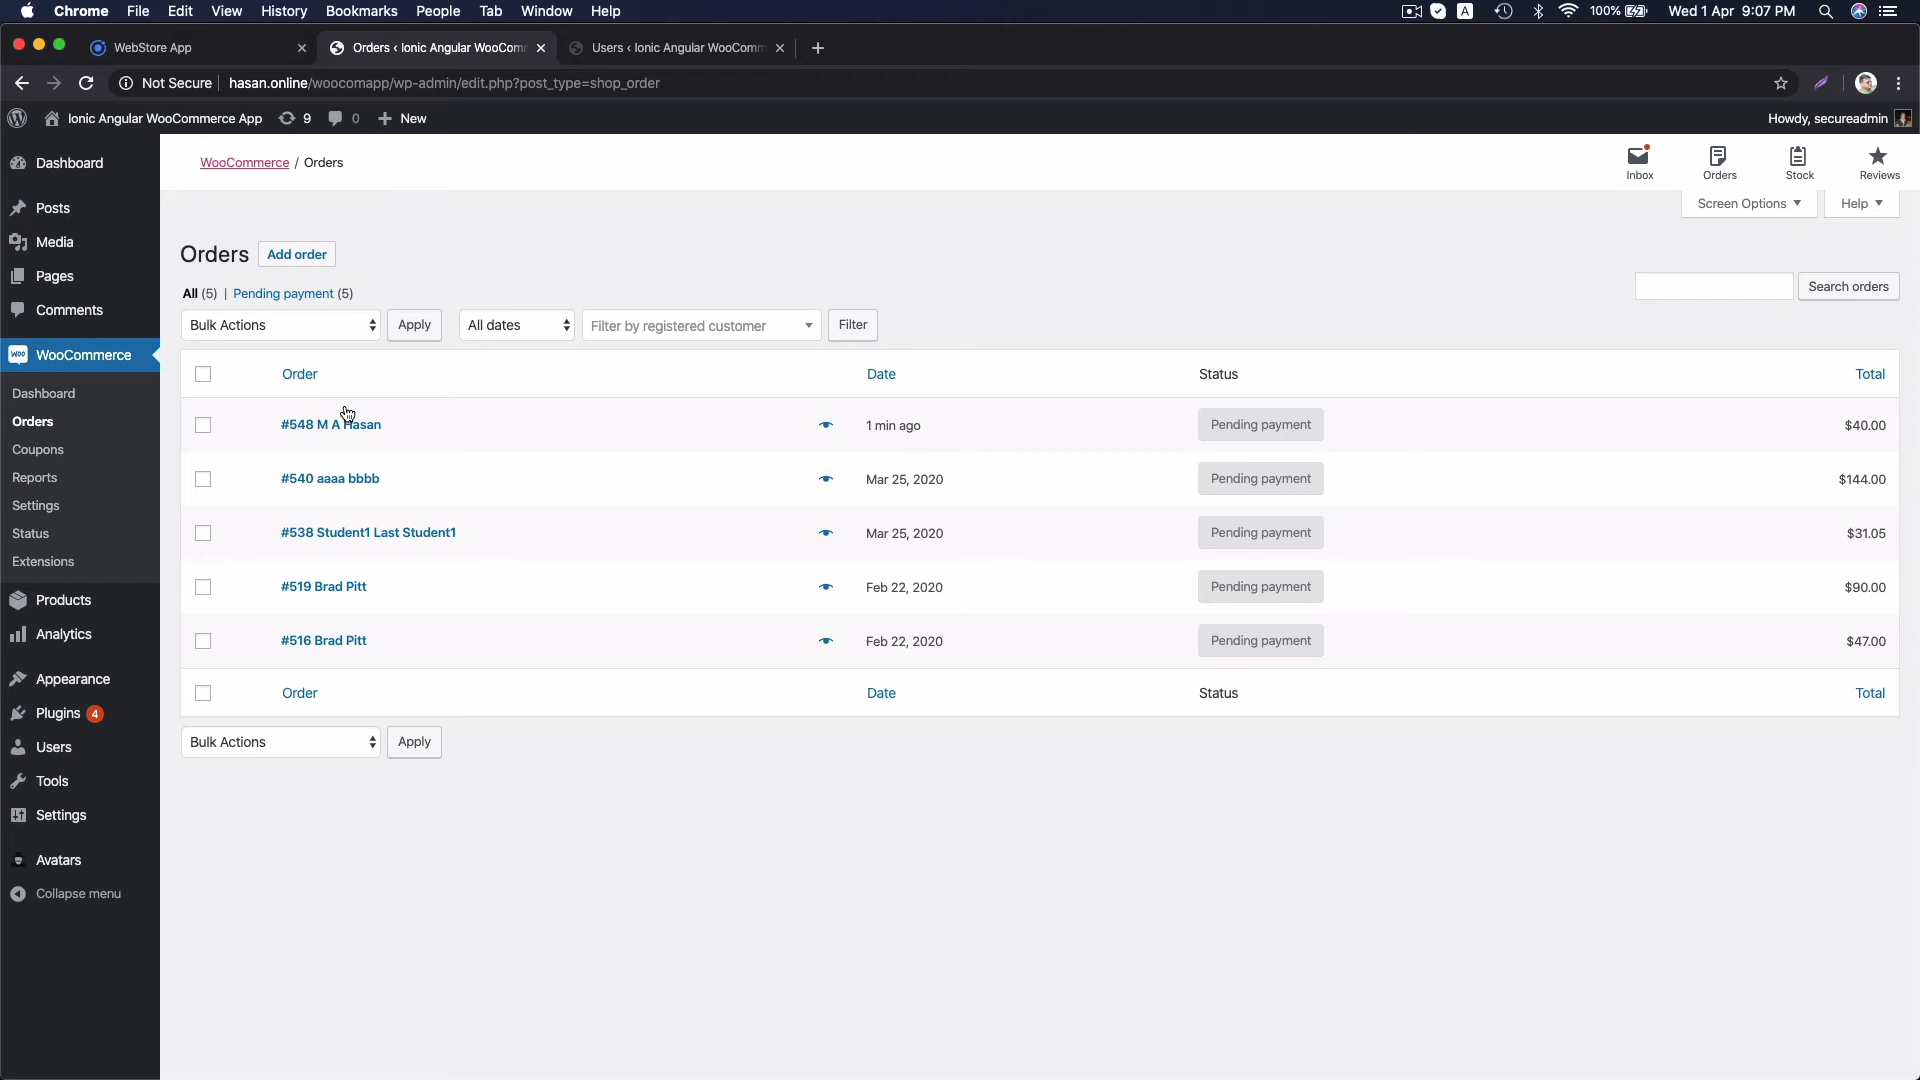 Chrome File Edit View History Bookmarks People Tab Window Help
A 100% Wed 1 Apr 9:07 PM
WebStore App
Orders ‹ Ionic Angular WooComm
Users ‹ Ionic Angular WooComm
Not Secure hasan.online/woocomapp/wp-admin/edit.php?post_type=shop_order
Ionic Angular WooCommerce App 9 0 New
Howdy, secureadmin
Dashboard
Posts
Media
Pages
Comments
Woo WooCommerce
Dashboard
Orders
Coupons
Reports
Settings
Status
Extensions
Products
Analytics
Appearance
Plugins 4
Users
Tools
Settings
Avatars
Collapse menu
WooCommerce / Orders
Inbox Orders Stock Reviews
Screen Options Help
Orders Add order
All (5) | Pending payment (5)
Search orders
Bulk Actions Apply All dates Filter by registered customer Filter
Order Date Status Total
#548 M A Hasan 1 min ago Pending payment $40.00
#540 aaaa bbbb Mar 25, 2020 Pending payment $144.00
#538 Student1 Last Student1 Mar 25, 2020 Pending payment $31.05
#519 Brad Pitt Feb 22, 2020 Pending payment $90.00
#516 Brad Pitt Feb 22, 2020 Pending payment $47.00
Order Date Status Total
Bulk Actions Apply